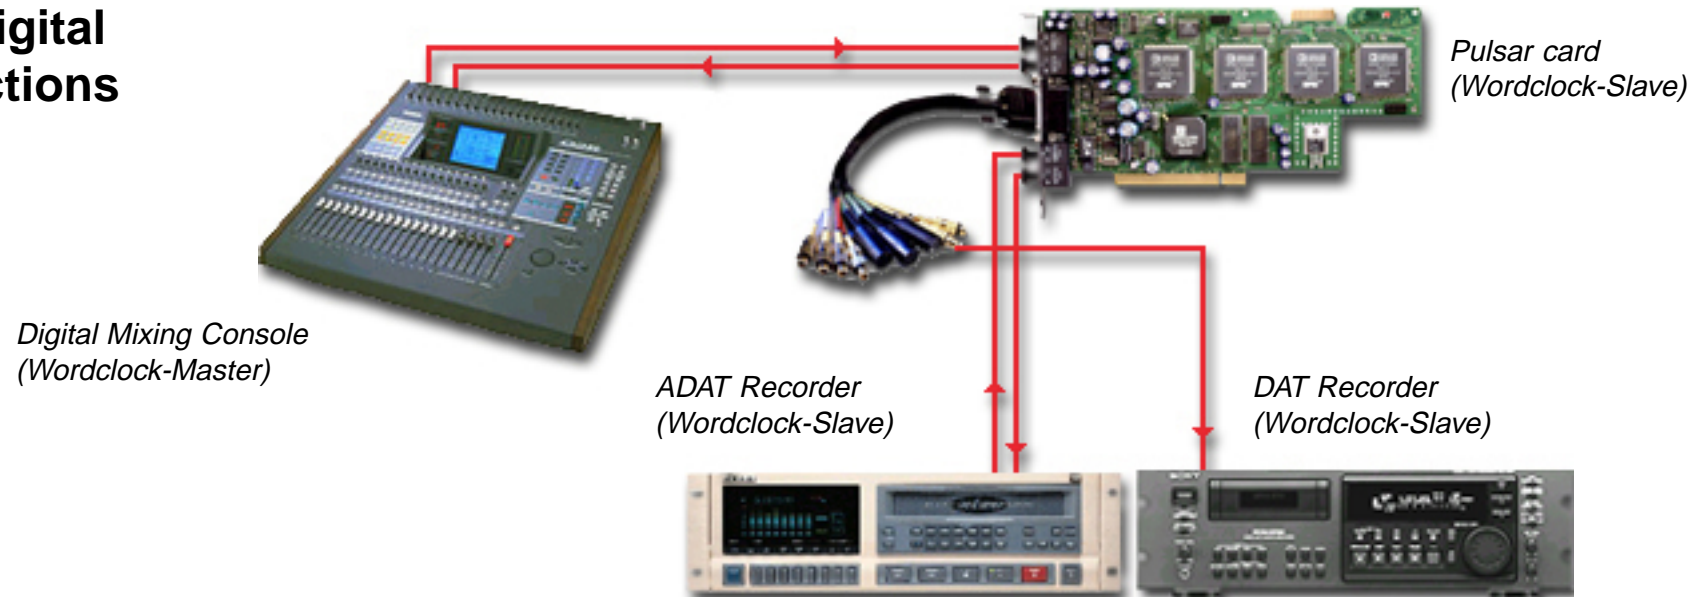 igital
ctions
Pulsar card
(Wordclock-Slave)
Digital Mixing Console
(Wordclock-Master)
ADAT Recorder
(Wordclock-Slave)
DAT Recorder
(Wordclock-Slave)